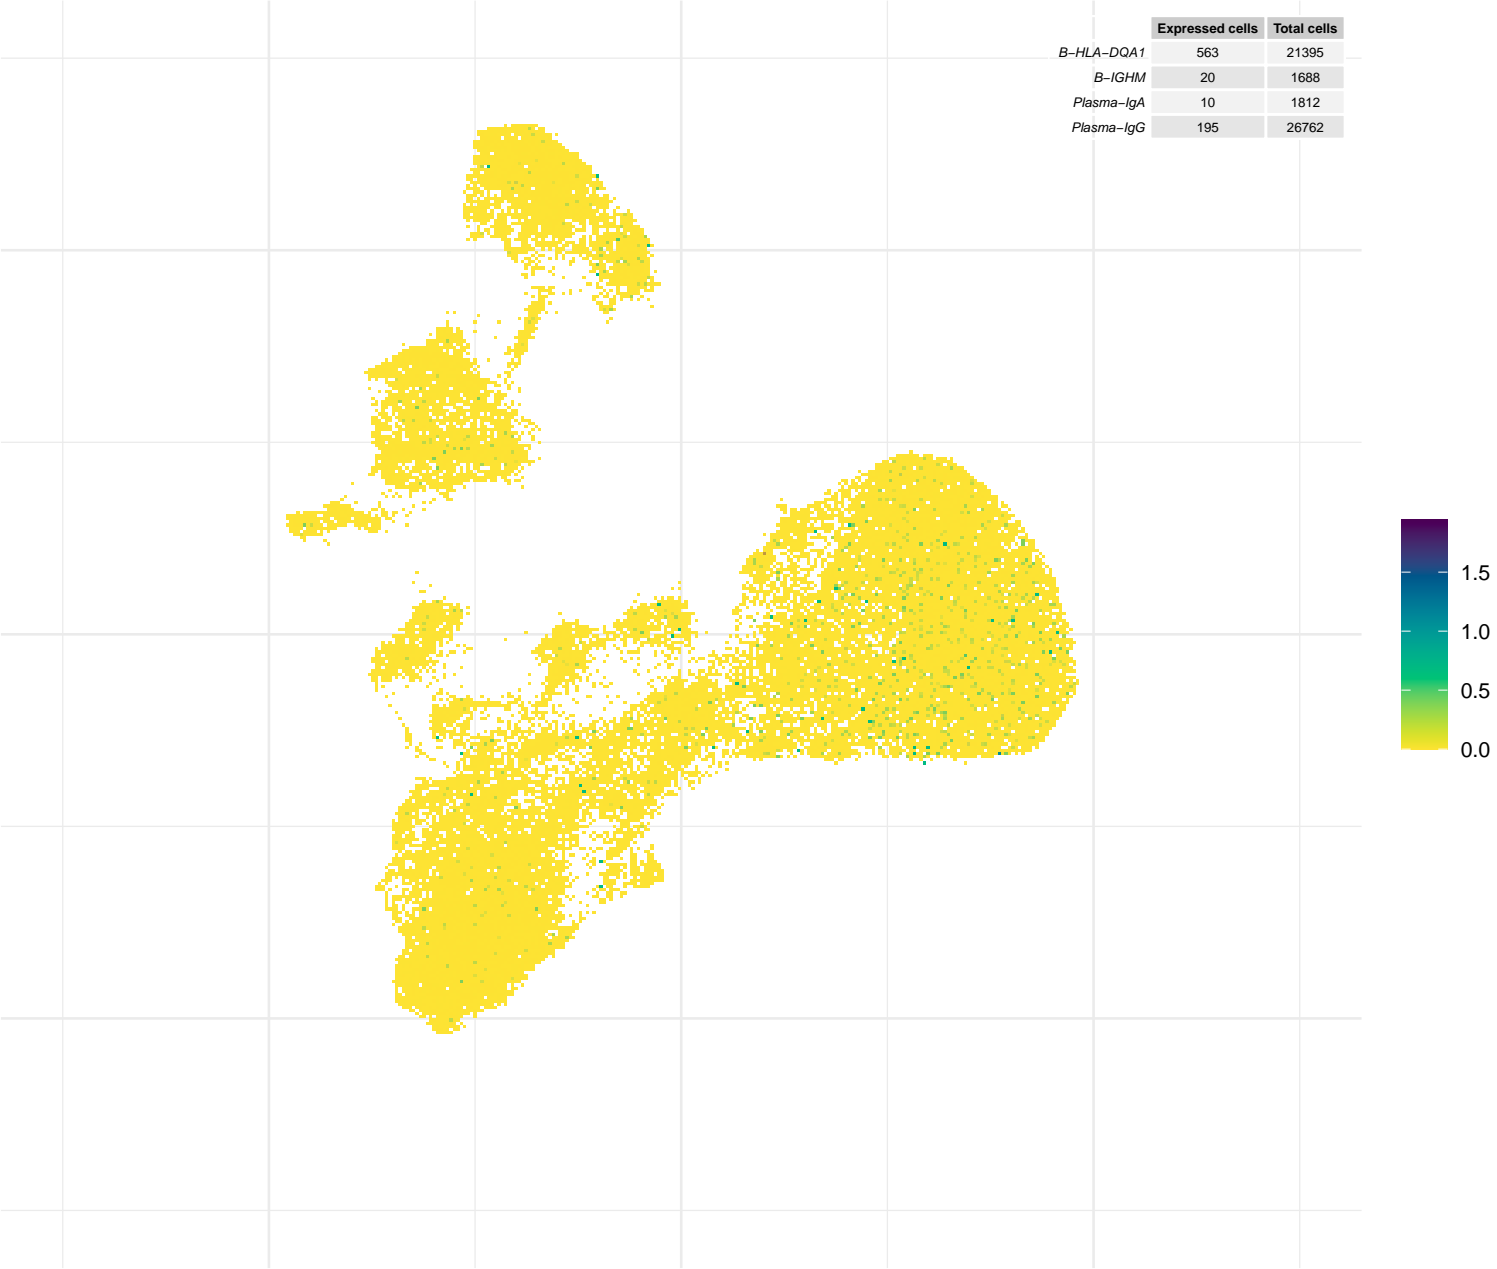 Expressed cells Total cells
B−HLA−DQA1 563 21395
B−IGHM 20 1688
Plasma−IgA 10 1812
Plasma−IgG 195 26762
1.5
1.0
0.5
0.0